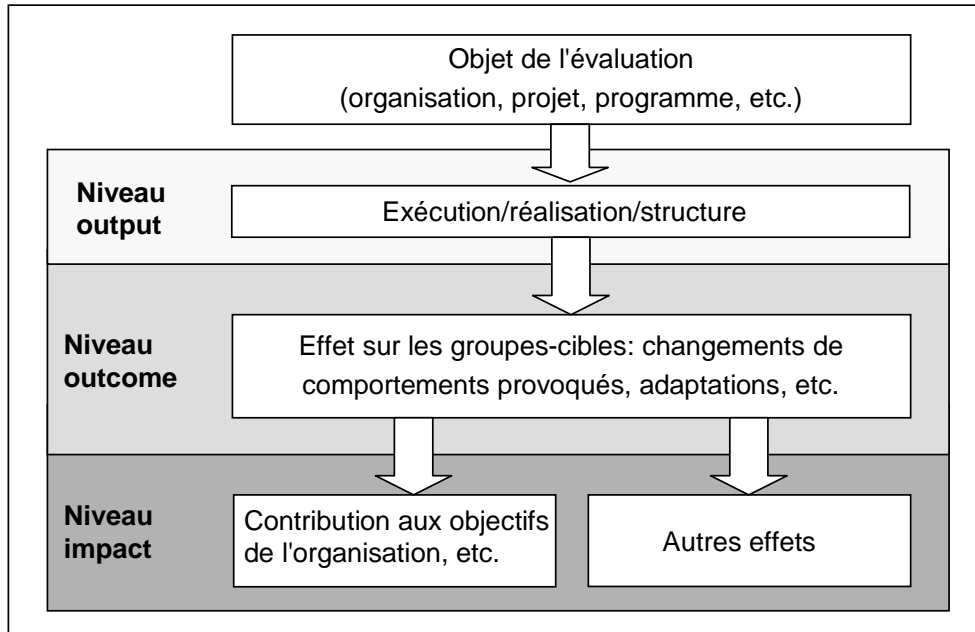 Objet de l'évaluation
(organisation, projet, programme, etc.)
Niveau
output
Exécution/réalisation/structure
Niveau
outcome
Effet sur les groupes-cibles: changements de
comportements provoqués, adaptations, etc.
Niveau
impact
Contribution aux objectifs
de l'organisation, etc.
Autres effets